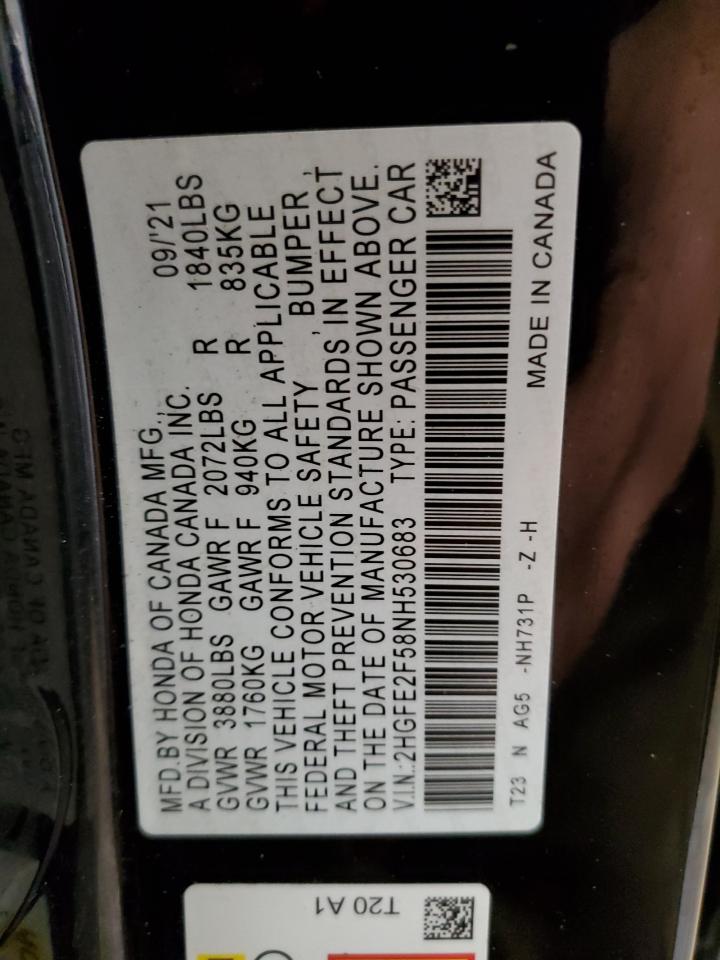 MFD.BY HONDA OF CANADA MFG., 09/'21
A DIVISION OF HONDA CANADA INC.
GVWR 3880LBS GAWR F 2072LBS R 1840LBS
GVWR 1760KG GAWR F 940KG R 835KG
THIS VEHICLE CONFORMS TO ALL APPLICABLE
FEDERAL MOTOR VEHICLE SAFETY , BUMPER ,
AND THEFT PREVENTION STANDARDS IN EFFECT
ON THE DATE OF MANUFACTURE SHOWN ABOVE.
V.I.N.:2HGFE2F58NH530683 TYPE: PASSENGER CAR
T23 N AG5 -NH731P -Z -H
MADE IN CANADA
T20 A1